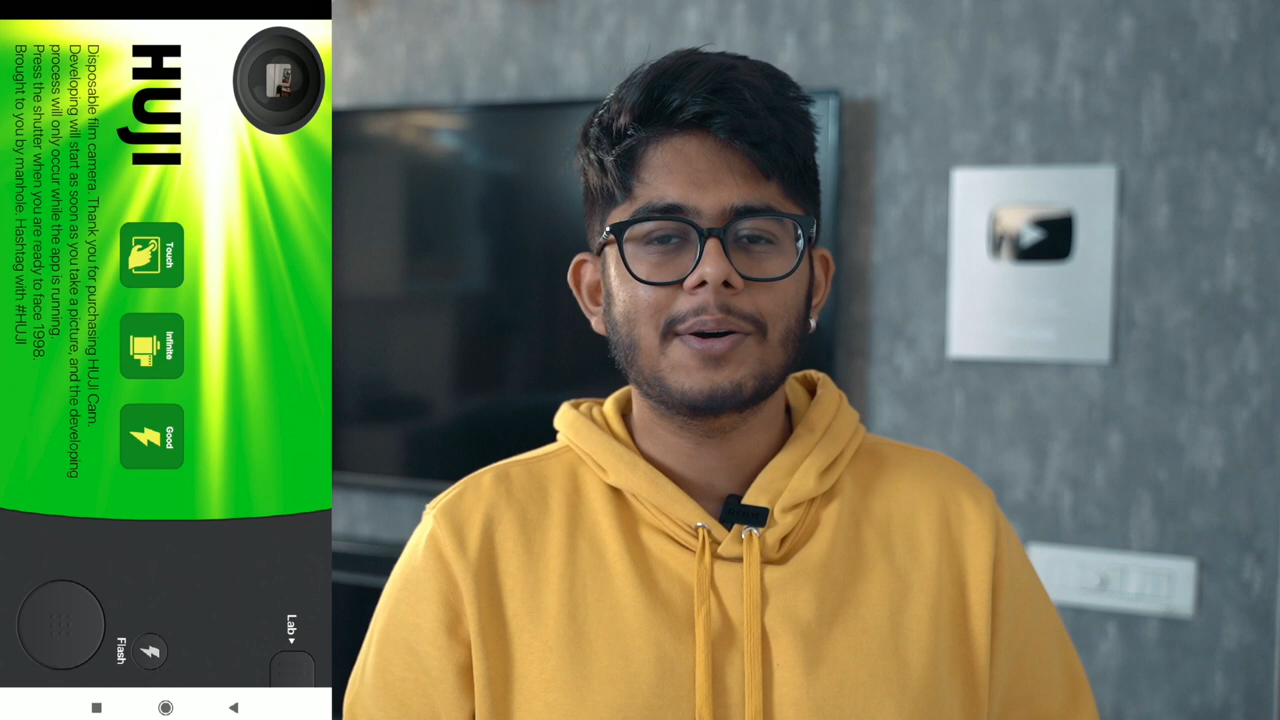 HUJI
Touch
Infinite
Good
Disposable film camera. Thank you for purchasing HUJI Cam.
Developing will start as soon as you take a picture, and the developing
process will only occur while the app is running.
Press the shutter when you are ready to face 1998.
Brought to you by manhole. Hashtag with #HUJI
Lab ▸
Flash